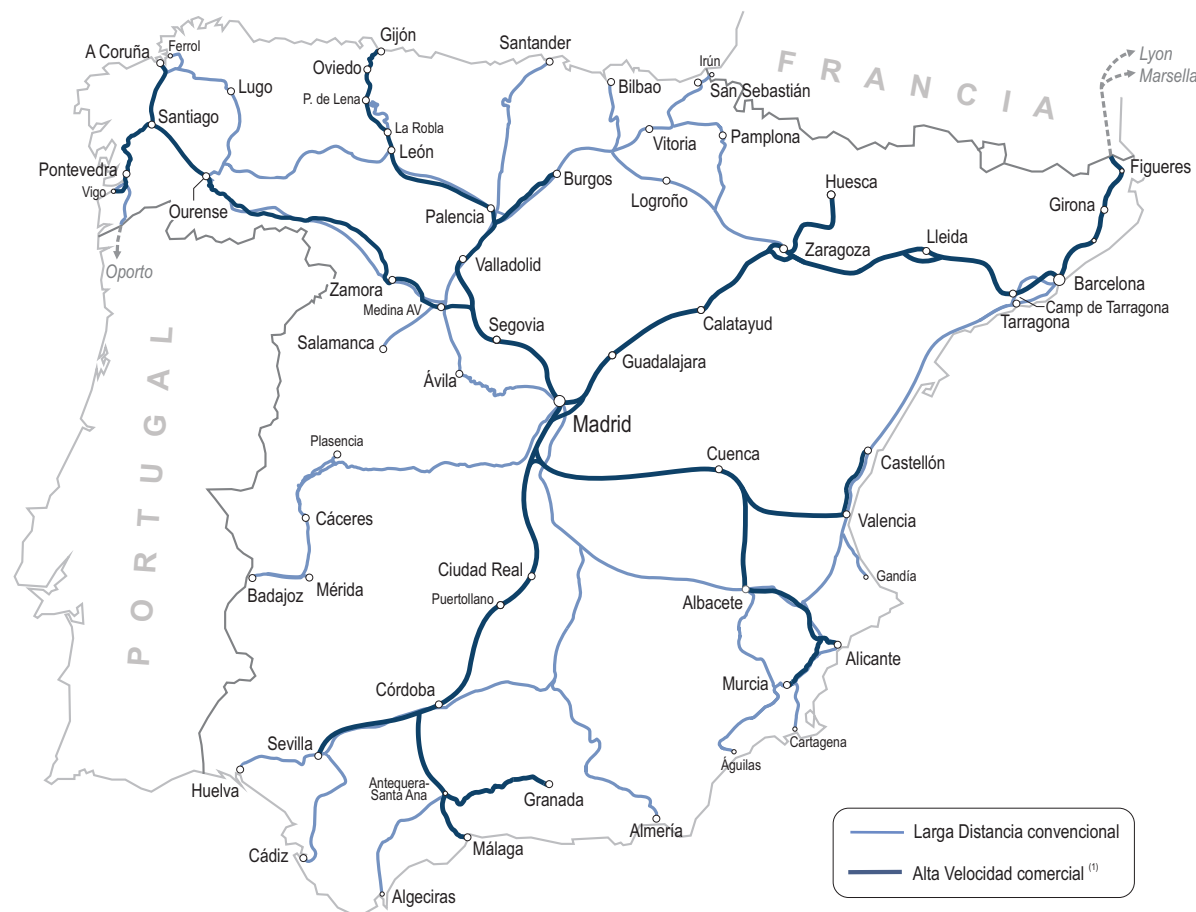 A Coruña
Ferrol
Gijón
Santander
Oviedo
Lugo
P. de Lena
Bilbao
Irún
San Sebastián
FRANCIA
Lyon
Marsella
Santiago
La Robla
León
Vitoria
Pamplona
Pontevedra
Vigo
Ourense
Burgos
Palencia
Logroño
Huesca
Figueres
Girona
Oporto
Valladolid
Zaragoza
Lleida
Zamora
Medina AV
Barcelona
Camp de Tarragona
Tarragona
Salamanca
Segovia
Calatayud
Ávila
Guadalajara
Madrid
PORTUGAL
Plasencia
Cuenca
Castellón
Cáceres
Valencia
Badajoz
Mérida
Ciudad Real
Puertollano
Gandía
Albacete
Alicante
Córdoba
Murcia
Sevilla
Cartagena
Águilas
Huelva
Antequera-
Santa Ana
Granada
Almería
Cádiz
Málaga
Algeciras
Larga Distancia convencional
Alta Velocidad comercial (1)